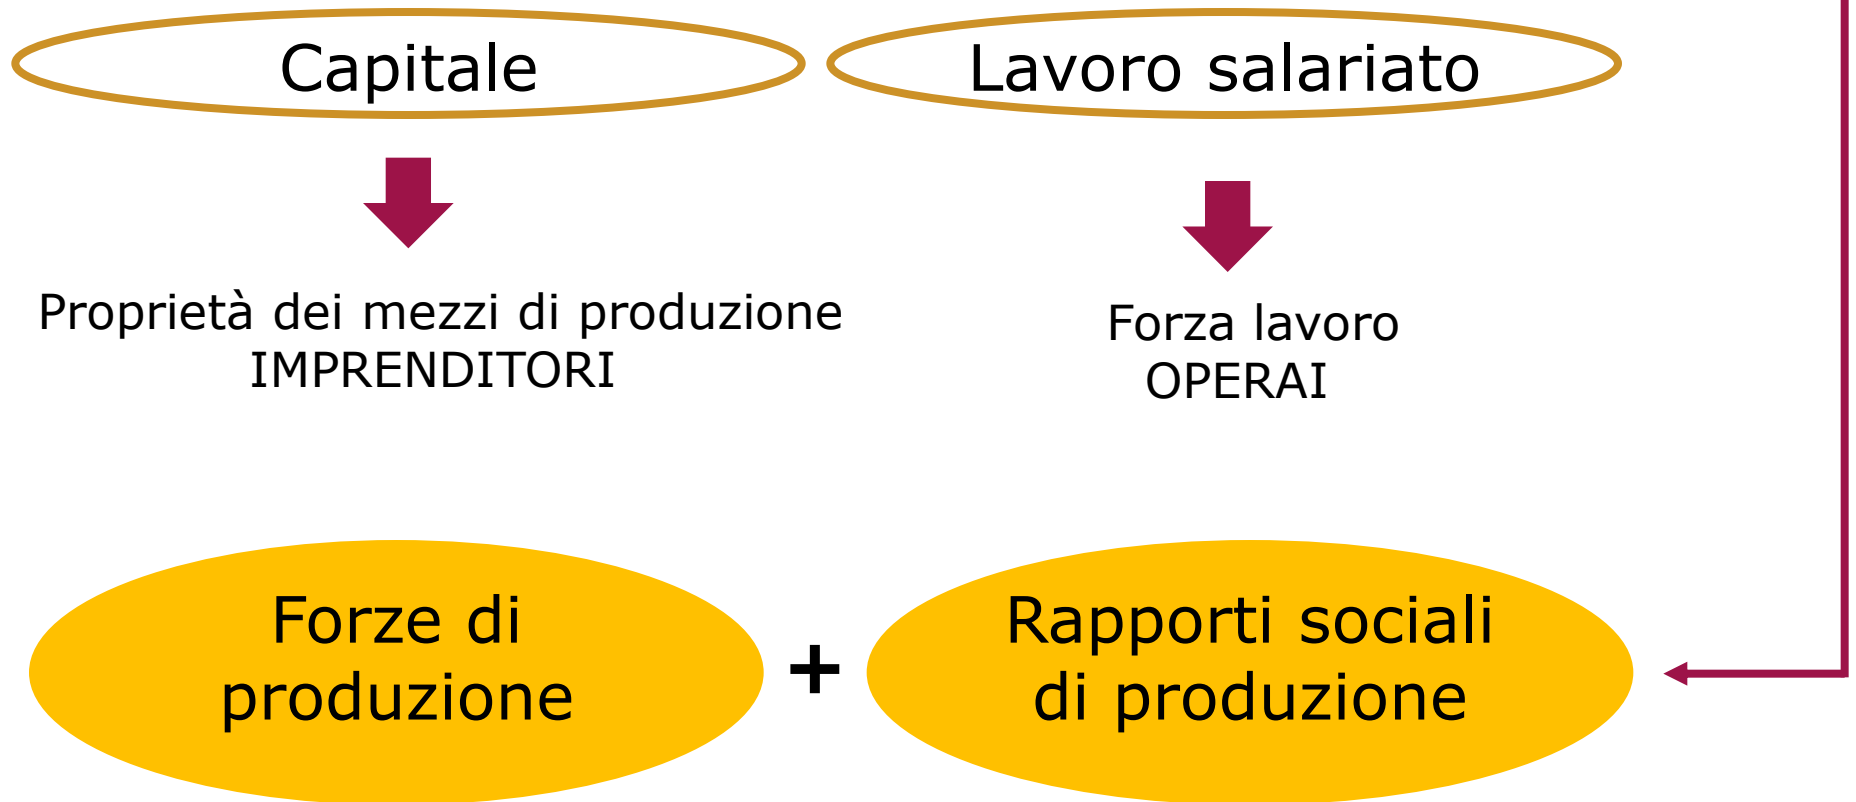 Capitale
Lavoro salariato
Proprietà dei mezzi di produzione
IMPRENDITORI
Forza lavoro
OPERAI
Forze di
produzione
+
Rapporti sociali
di produzione